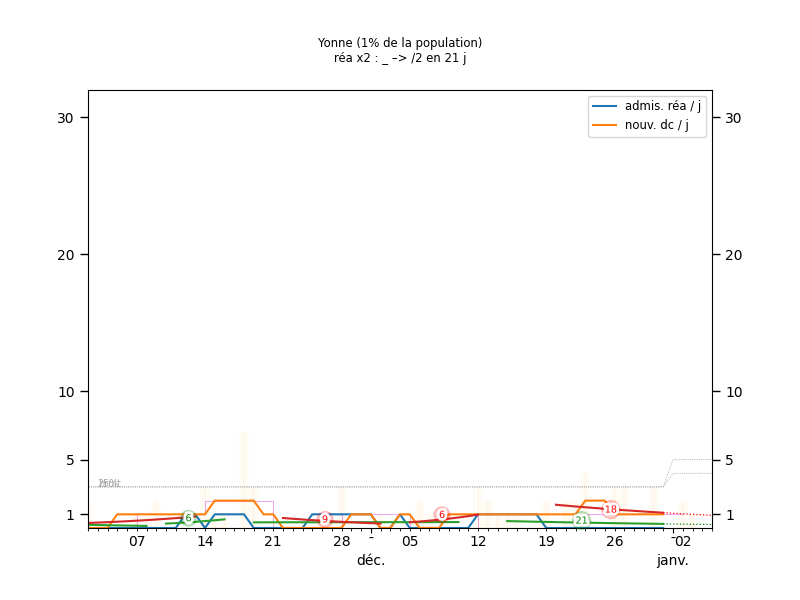 Yonne (1% de la population)
réa x2 : _ –> /2 en 21 j
admis. réa / j
nouv. dc / j
30 30
20 20
10 10
5 5
1 1
6 9 6 21 18
07 14 21 28 - 05 12 19 26 - 02
déc. janv.